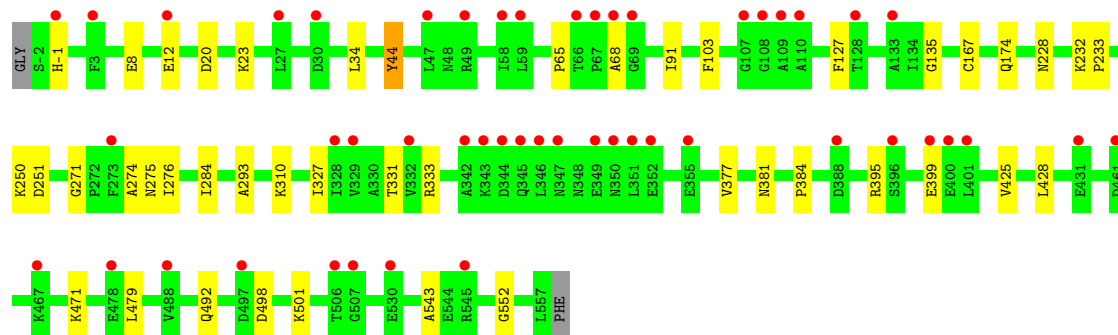 GLY S-2 H-1 F3 E8 E12 D20 K23 L27 D30 L34 Y44 L47 N48 R49 I58 L59 P65 T66 P67 A68 G69 I91 F103 G107 G108 A109 A110 F127 T128 A133 I134 G135 C167 Q174 N228 K232 P233
K250 D251 G271 P272 F273 A274 N275 I276 I284 A293 K310 I327 I328 V329 A330 T331 V332 R333 A342 K343 D344 Q345 L346 N347 N348 E349 N350 L351 E352 E355 V377 N381 P384 D388 R395 S396 E399 E400 L401 V425 L428 E431 D461
K467 K471 E478 L479 V488 Q492 D497 D498 K501 T506 G507 E530 A543 E544 R545 G552 L557 PHE